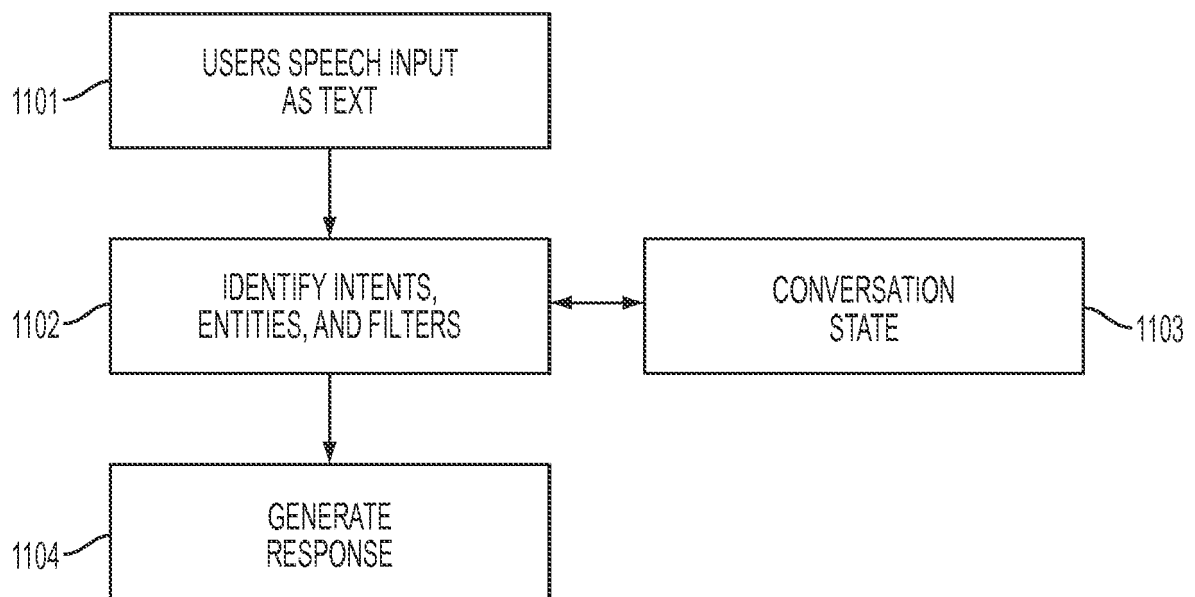 USERS SPEECH INPUT
AS TEXT
1101
IDENTIFY INTENTS,
ENTITIES, AND FILTERS
1102
CONVERSATION
STATE
1103
GENERATE
RESPONSE
1104